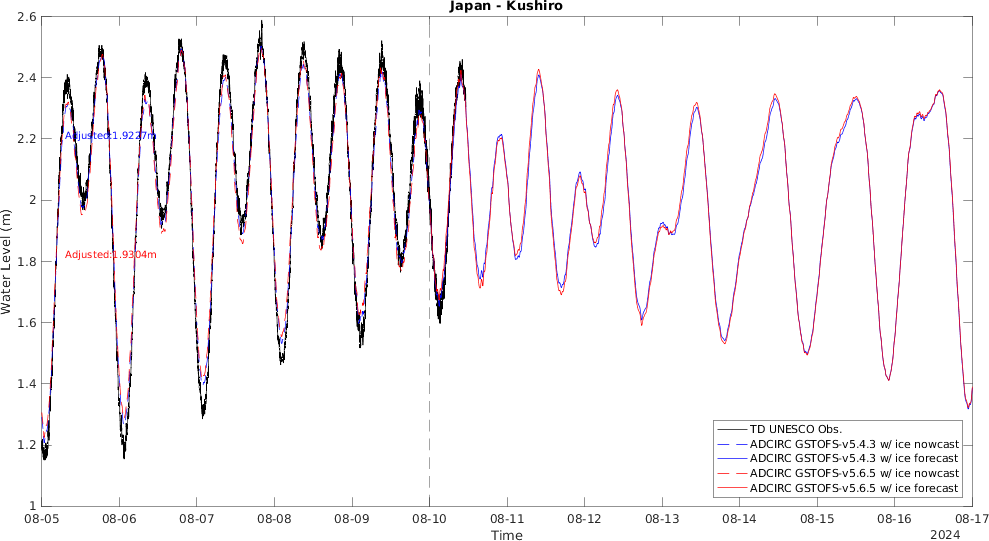 Japan - Kushiro
2.6
2.4
2.2
2
1.8
1.6
1.4
1.2
1
Water Level (m)
Adjusted:1.9227m
Adjusted:1.9304m
TD UNESCO Obs.
ADCIRC GSTOFS-v5.4.3 w/ ice nowcast
ADCIRC GSTOFS-v5.4.3 w/ ice forecast
ADCIRC GSTOFS-v5.6.5 w/ ice nowcast
ADCIRC GSTOFS-v5.6.5 w/ ice forecast
08-05 08-06 08-07 08-08 08-09 08-10 08-11 08-12 08-13 08-14 08-15 08-16 08-17
Time
2024